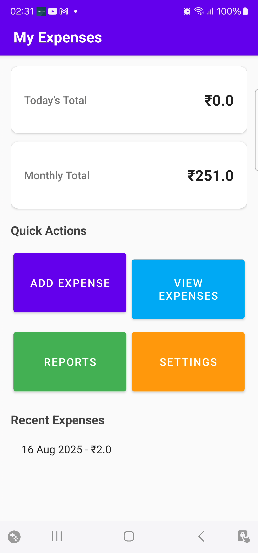 02:31 100%
My Expenses
Today's Total ₹0.0
Monthly Total ₹251.0
Quick Actions
ADD EXPENSE
VIEW
EXPENSES
REPORTS
SETTINGS
Recent Expenses
16 Aug 2025 - ₹2.0